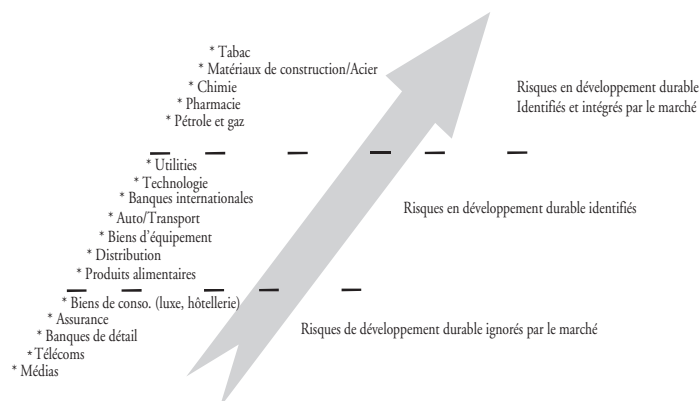 * Tabac
* Matériaux de construction/Acier
* Chimie
* Pharmacie
* Pétrole et gaz
Risques en développement durable
Identifiés et intégrés par le marché
* Utilities
* Technologie
* Banques internationales
* Auto/Transport
* Biens d'équipement
* Distribution
* Produits alimentaires
Risques en développement durable identifiés
* Biens de conso. (luxe, hôtellerie)
* Assurance
* Banques de détail
* Télécoms
* Médias
Risques de développement durable ignorés par le marché